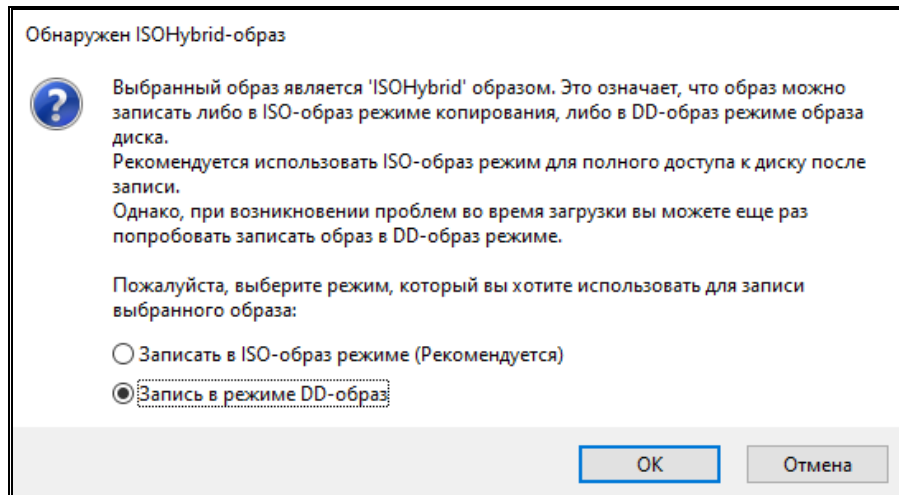 Обнаружен ISOHybrid-образ
Выбранный образ является 'ISOHybrid' образом. Это означает, что образ можно
записать либо в ISO-образ режиме копирования, либо в DD-образ режиме образа
диска.
Рекомендуется использовать ISO-образ режим для полного доступа к диску после
записи.
Однако, при возникновении проблем во время загрузки вы можете еще раз
попробовать записать образ в DD-образ режиме.
Пожалуйста, выберите режим, который вы хотите использовать для записи
выбранного образа:
Записать в ISO-образ режиме (Рекомендуется)
Запись в режиме DD-образ
ОК
Отмена